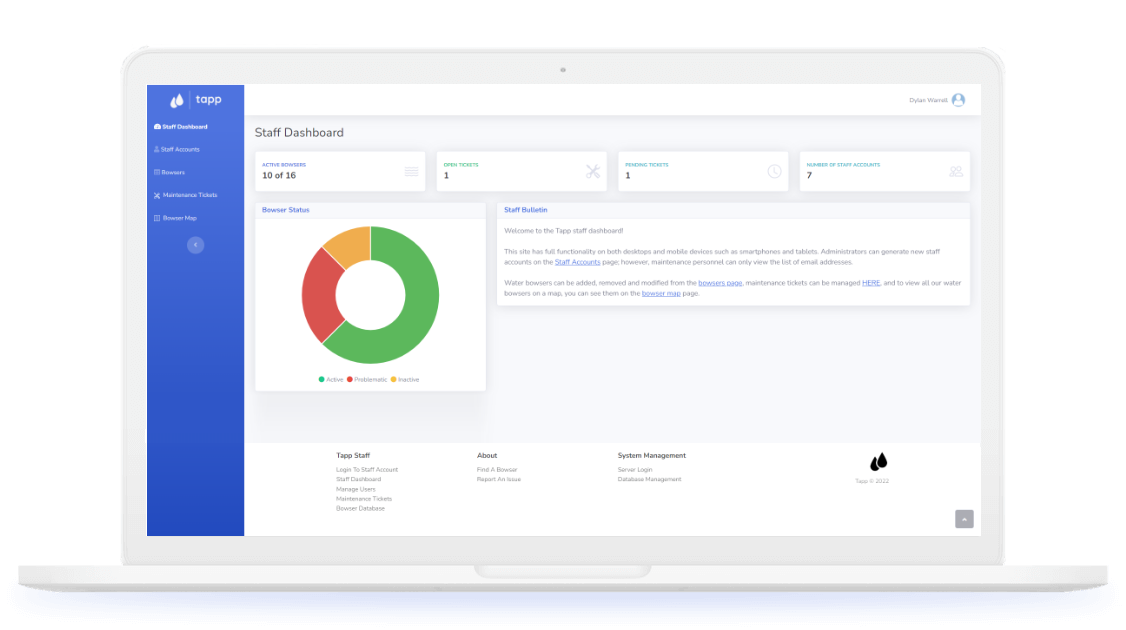 tapp
Dylan Warrell
Staff Dashboard
Staff Accounts
Bowsers
Maintenance Tickets
Bowser Map
Staff Dashboard
ACTIVE BOWSERS
10 of 16
OPEN TICKETS
1
PENDING TICKETS
1
NUMBER OF STAFF ACCOUNTS
7
Bowser Status
Active Problematic Inactive
Staff Bulletin
Welcome to the Tapp staff dashboard!
This site has full functionality on both desktops and mobile devices such as smartphones and tablets. Administrators can generate new staff
accounts on the Staff Accounts page; however, maintenance personnel can only view the list of email addresses.
Water bowsers can be added, removed and modified from the bowsers page, maintenance tickets can be managed HERE, and to view all our water
bowsers on a map, you can see them on the bowser map page.
Tapp Staff
Login To Staff Account
Staff Dashboard
Manage Users
Maintenance Tickets
Bowser Database
About
Find A Bowser
Report An Issue
System Management
Server Login
Database Management
Tapp © 2022